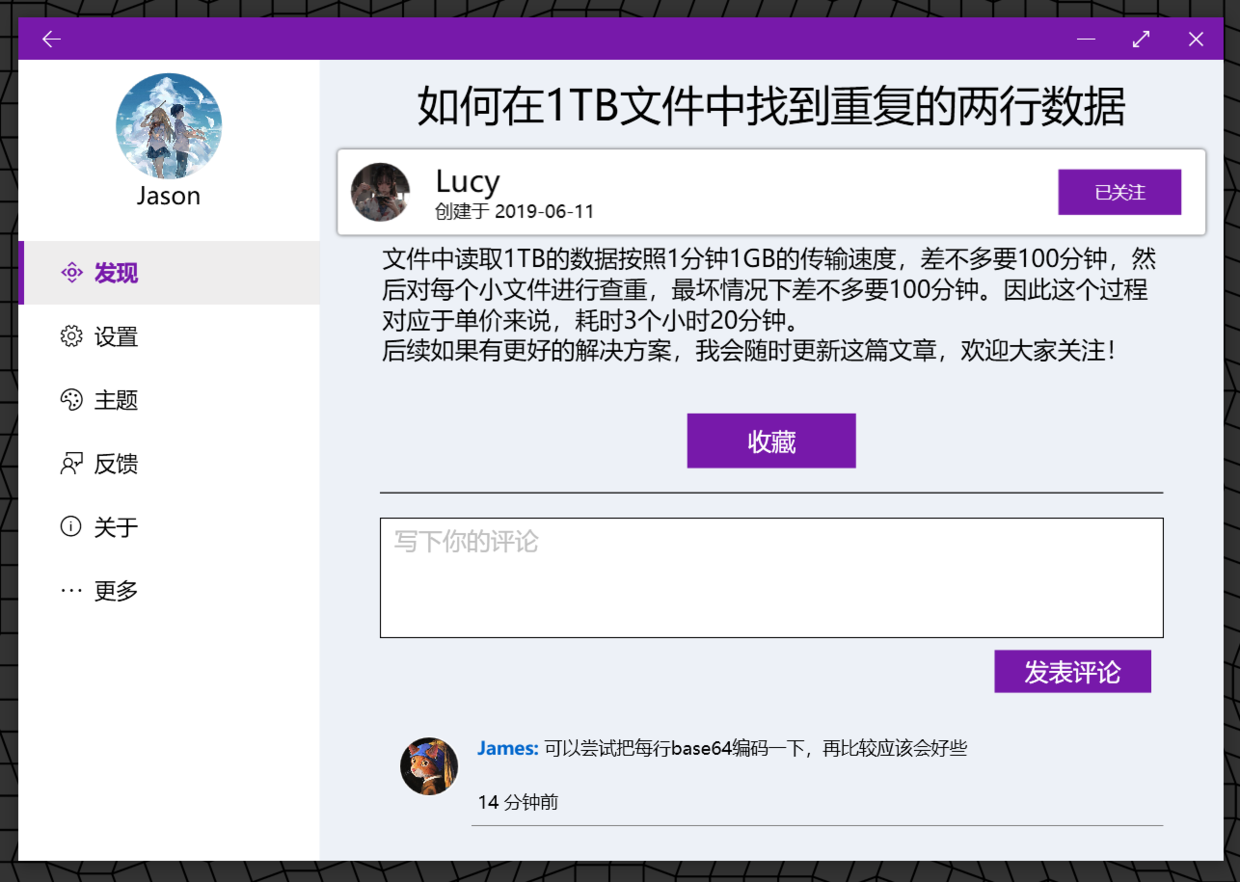 Jason
发现
设置
主题
反馈
关于
更多
如何在1TB文件中找到重复的两行数据
Lucy
创建于 2019-06-11
已关注
文件中读取1TB的数据按照1分钟1GB的传输速度，差不多要100分钟，然
后对每个小文件进行查重，最坏情况下差不多要100分钟。因此这个过程
对应于单价来说，耗时3个小时20分钟。
后续如果有更好的解决方案，我会随时更新这篇文章，欢迎大家关注！
收藏
写下你的评论
发表评论
James: 可以尝试把每行base64编码一下，再比较应该会好些
14 分钟前